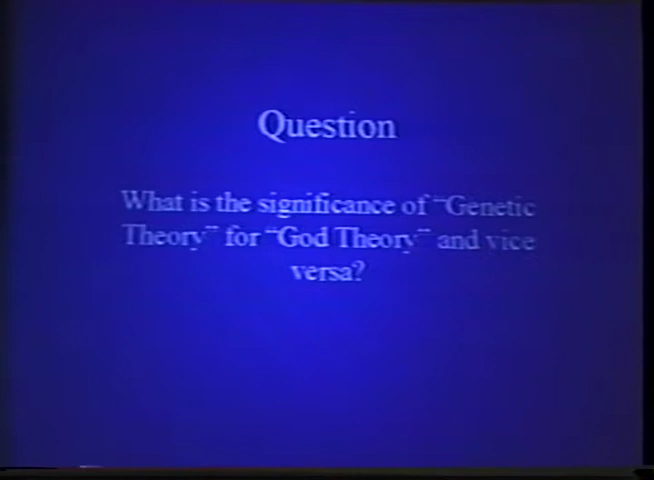 Question
What is the significance of "Genetic
Theory" for "God Theory" and vice
versa?